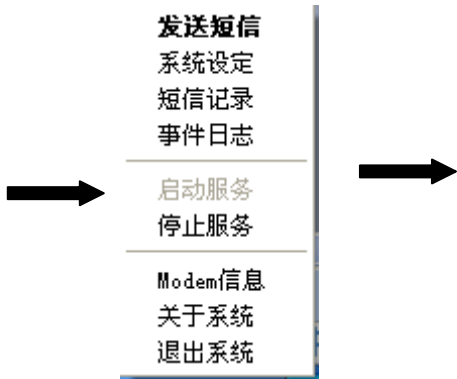 发送短信
系统设定
短信记录
事件日志
启动服务
停止服务
Modem信息
关于系统
退出系统